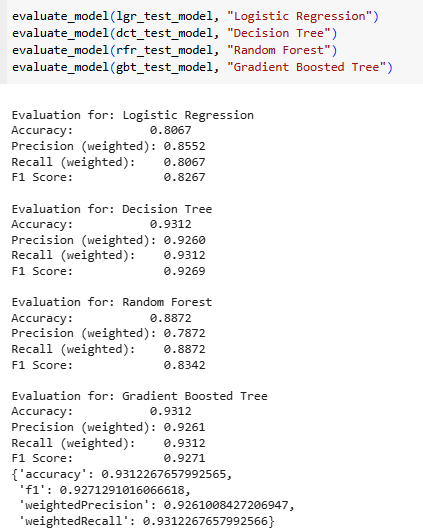 evaluate_model(lgr_test_model, "Logistic Regression")
evaluate_model(dct_test_model, "Decision Tree")
evaluate_model(rfr_test_model, "Random Forest")
evaluate_model(gbt_test_model, "Gradient Boosted Tree")
Evaluation for: Logistic Regression
Accuracy: 0.8067
Precision (weighted): 0.8552
Recall (weighted): 0.8067
F1 Score: 0.8267
Evaluation for: Decision Tree
Accuracy: 0.9312
Precision (weighted): 0.9260
Recall (weighted): 0.9312
F1 Score: 0.9269
Evaluation for: Random Forest
Accuracy: 0.8872
Precision (weighted): 0.7872
Recall (weighted): 0.8872
F1 Score: 0.8342
Evaluation for: Gradient Boosted Tree
Accuracy: 0.9312
Precision (weighted): 0.9261
Recall (weighted): 0.9312
F1 Score: 0.9271
{'accuracy': 0.9312267657992565,
'f1': 0.9271291016066618,
'weightedPrecision': 0.9261008427206947,
'weightedRecall': 0.9312267657992566}